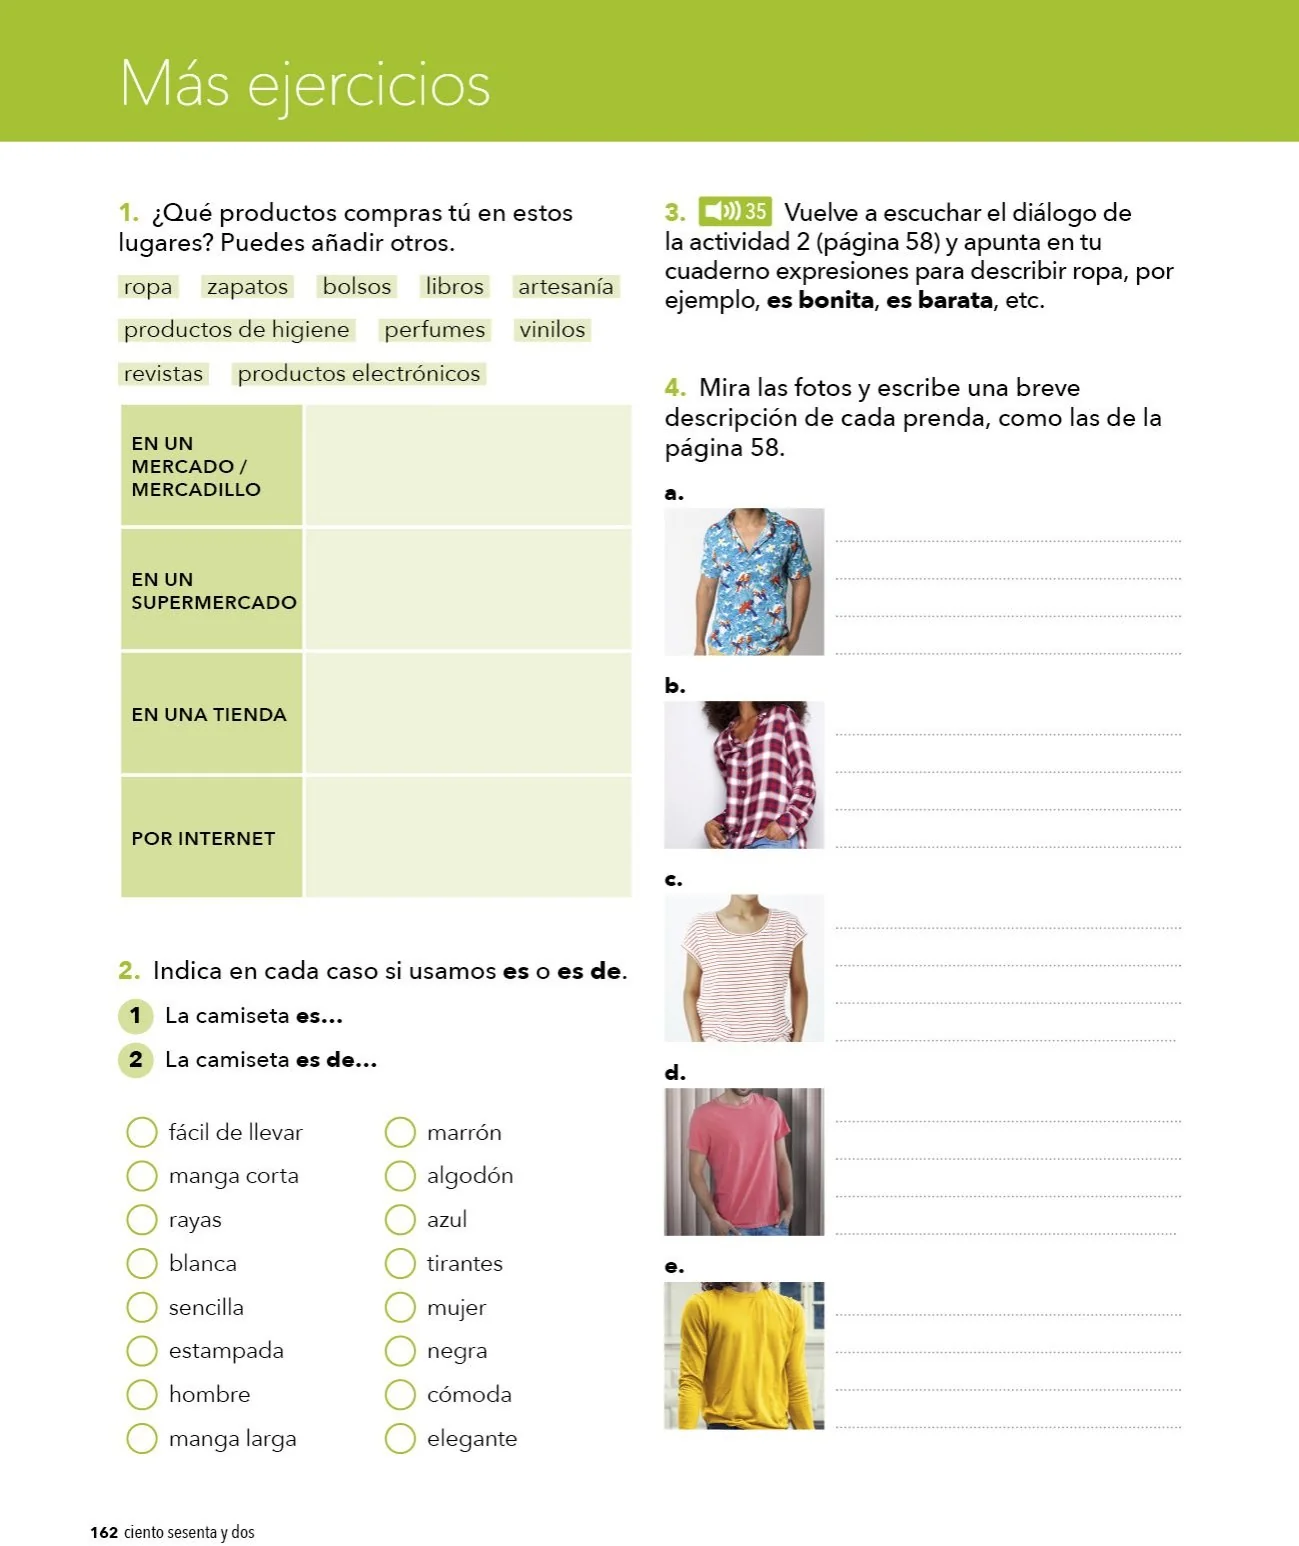 Más ejercicios
1. ¿Qué productos compras tú en estos
lugares? Puedes añadir otros.
ropa zapatos bolsos libros artesanía
productos de higiene perfumes vinilos
revistas productos electrónicos
EN UN
MERCADO /
MERCADILLO
EN UN
SUPERMERCADO
EN UNA TIENDA
POR INTERNET
2. Indica en cada caso si usamos es o es de.
1 La camiseta es...
2 La camiseta es de...
fácil de llevar
manga corta
rayas
blanca
sencilla
estampada
hombre
manga larga
marrón
algodón
azul
tirantes
mujer
negra
cómoda
elegante
3. 35 Vuelve a escuchar el diálogo de
la actividad 2 (página 58) y apunta en tu
cuaderno expresiones para describir ropa, por
ejemplo, es bonita, es barata, etc.
4. Mira las fotos y escribe una breve
descripción de cada prenda, como las de la
página 58.
a.
b.
c.
d.
e.
162 ciento sesenta y dos